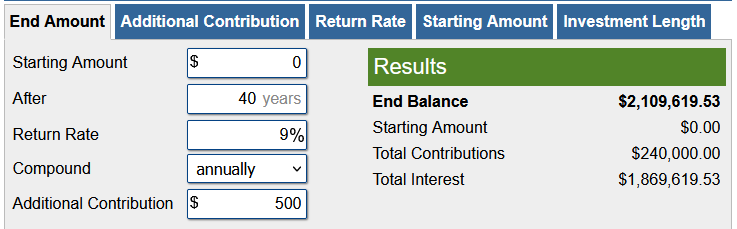 End Amount Additional Contribution Return Rate Starting Amount Investment Length
Starting Amount $ 0
After 40 years
Return Rate 9%
Compound annually
Additional Contribution $ 500
Results
End Balance $2,109,619.53
Starting Amount $0.00
Total Contributions $240,000.00
Total Interest $1,869,619.53